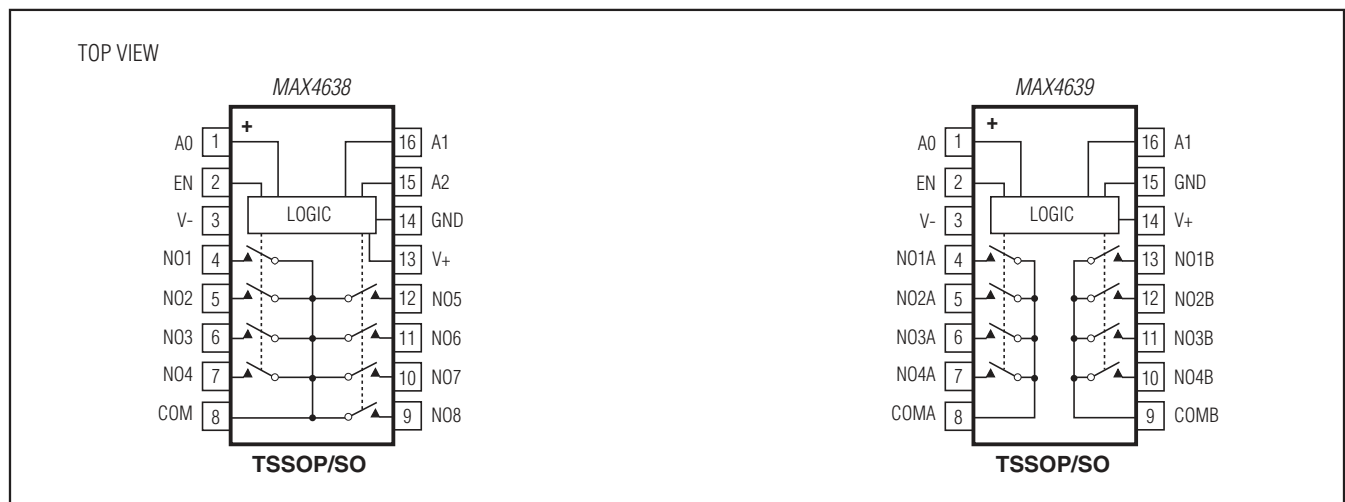 TOP VIEW
MAX4638
+
A0 1 16 A1
EN 2 15 A2
V- 3 LOGIC 14 GND
NO1 4 13 V+
NO2 5 12 NO5
NO3 6 11 NO6
NO4 7 10 NO7
COM 8 9 NO8
TSSOP/SO
MAX4639
+
A0 1 16 A1
EN 2 15 GND
V- 3 LOGIC 14 V+
NO1A 4 13 NO1B
NO2A 5 12 NO2B
NO3A 6 11 NO3B
NO4A 7 10 NO4B
COMA 8 9 COMB
TSSOP/SO